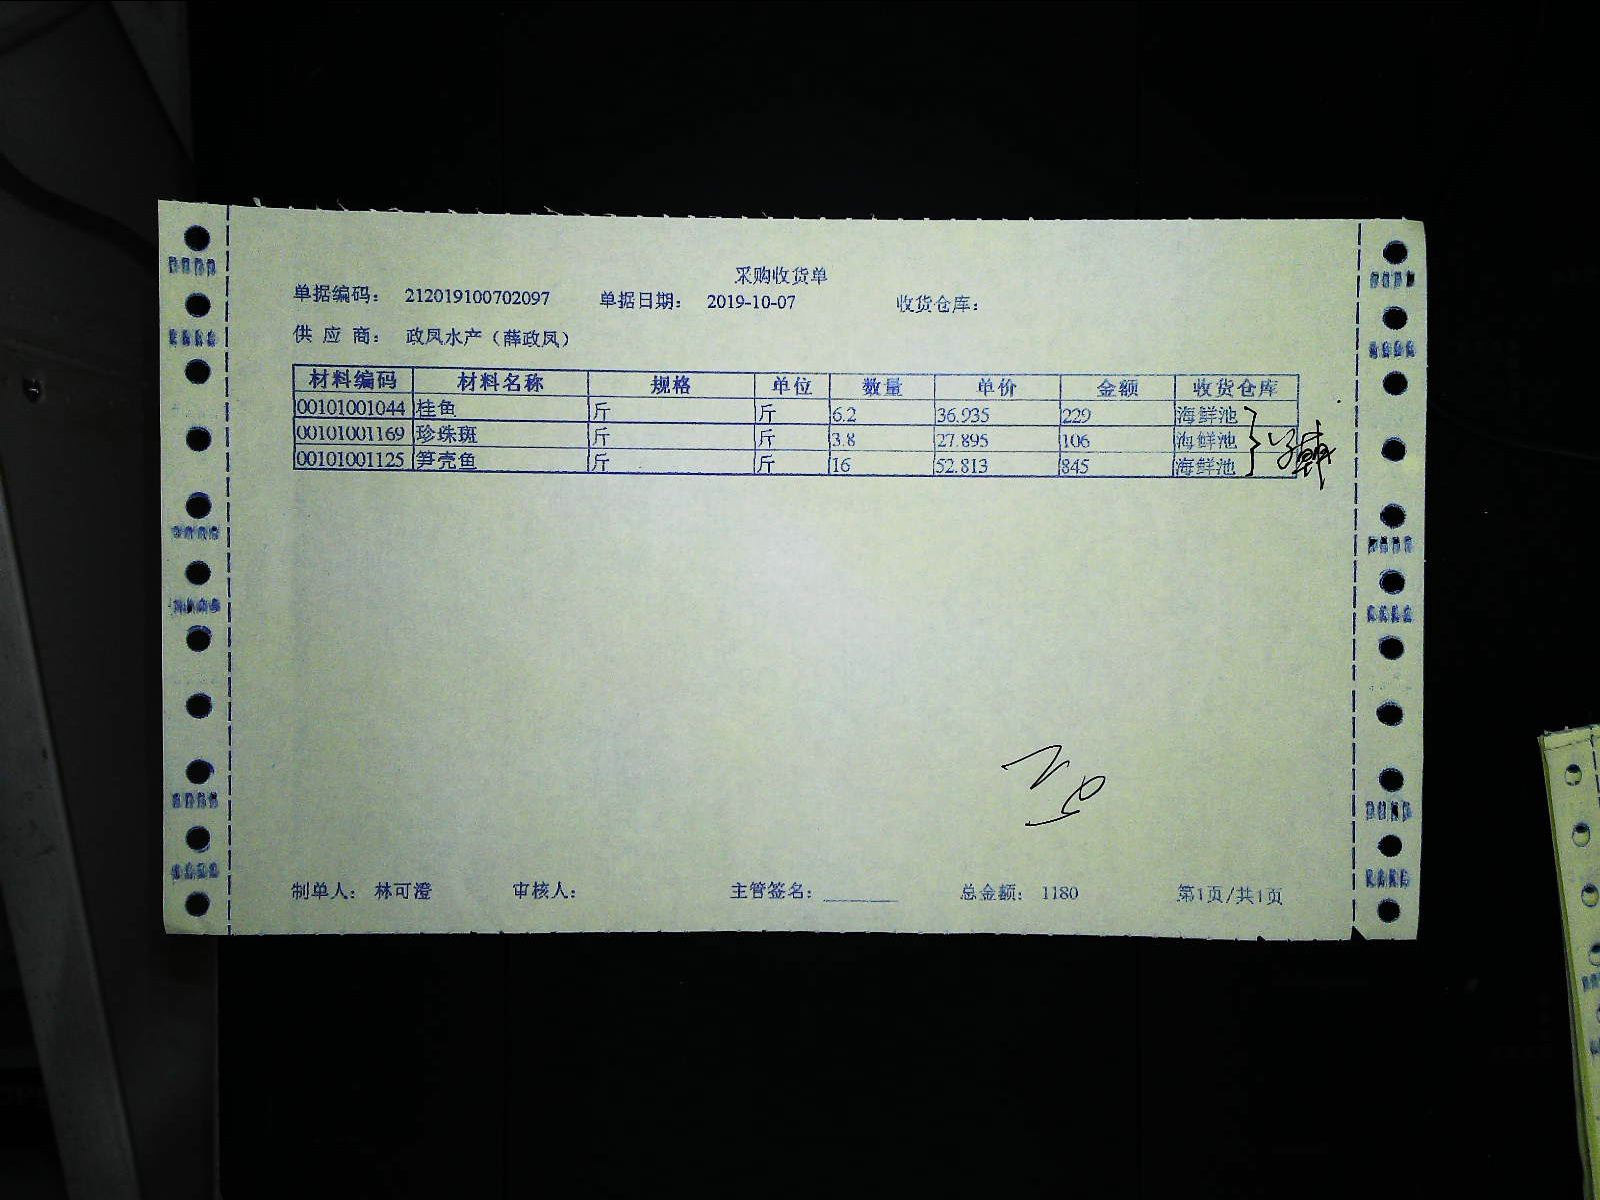 采购收货单
单据编码： 212019100702097 单据日期： 2019-10-07 收货仓库：
供 应 商： 政凤水产（薛政凤）
材料编码 材料名称 规格 单位 数量 单价 金额 收货仓库
00101001044 桂鱼 斤 斤 6.2 36.935 229 海鲜池
00101001169 珍珠斑 斤 斤 3.8 27.895 106 海鲜池
00101001125 笋壳鱼 斤 斤 16 52.813 845 海鲜池
制单人： 林可澄 审核人： 主管签名： 总金额： 1180 第1页/共1页